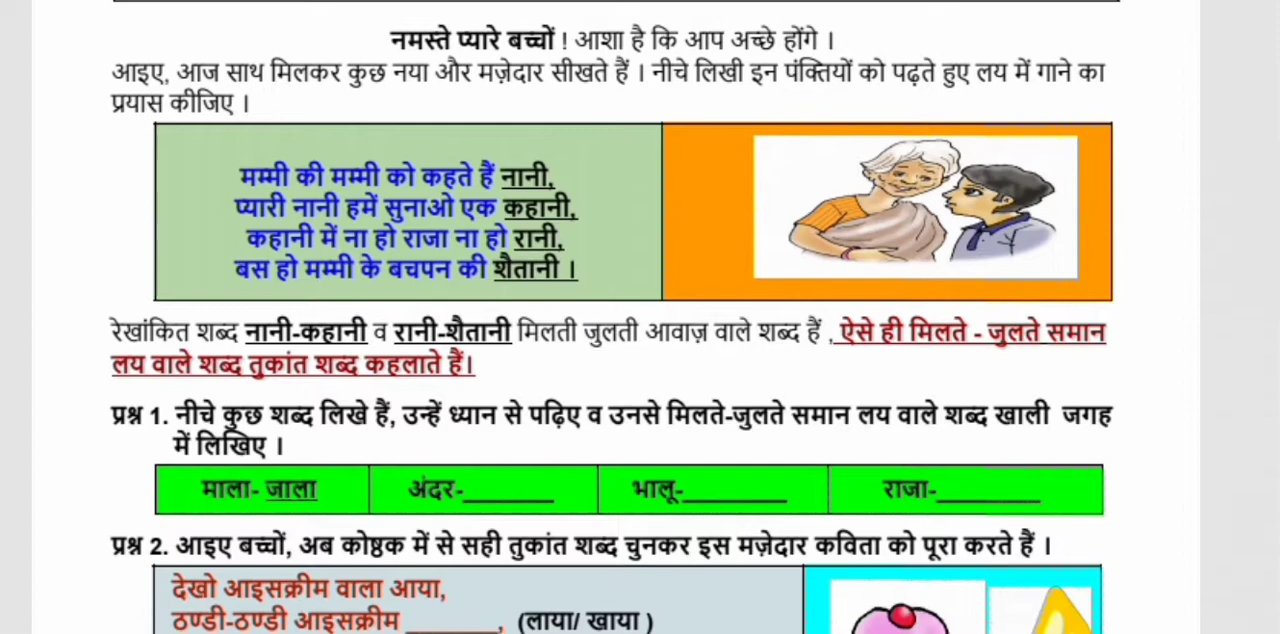 नमस्ते प्यारे बच्चों ! आशा है कि आप अच्छे होंगे ।
आइए, आज साथ मिलकर कुछ नया और मज़ेदार सीखते हैं । नीचे लिखी इन पंक्तियों को पढ़ते हुए लय में गाने का
प्रयास कीजिए ।
मम्मी की मम्मी को कहते हैं नानी,
प्यारी नानी हमें सुनाओ एक कहानी,
कहानी में ना हो राजा ना हो रानी,
बस हो मम्मी के बचपन की शैतानी ।
रेखांकित शब्द नानी-कहानी व रानी-शैतानी मिलती जुलती आवाज़ वाले शब्द हैं , ऐसे ही मिलते - जुलते समान
लय वाले शब्द तुकांत शब्द कहलाते हैं।
प्रश्न 1. नीचे कुछ शब्द लिखे हैं, उन्हें ध्यान से पढ़िए व उनसे मिलते-जुलते समान लय वाले शब्द खाली जगह
में लिखिए ।
माला- जाला अंदर-________ भालू-_________ राजा-_________
प्रश्न 2. आइए बच्चों, अब कोष्ठक में से सही तुकांत शब्द चुनकर इस मज़ेदार कविता को पूरा करते हैं ।
देखो आइसक्रीम वाला आया,
ठण्डी-ठण्डी आइसक्रीम ________, (लाया/ खाया )